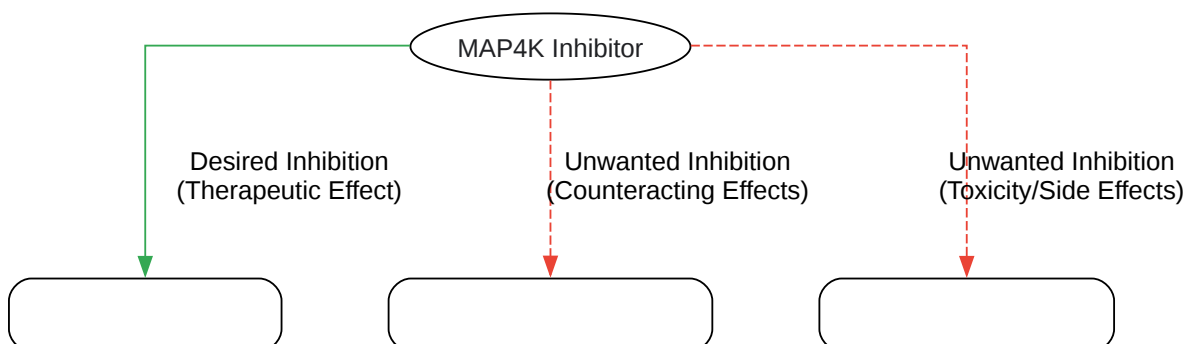 MAP4K Inhibitor
Desired Inhibition
(Therapeutic Effect)
Unwanted Inhibition
(Counteracting Effects)
Unwanted Inhibition
(Toxicity/Side Effects)